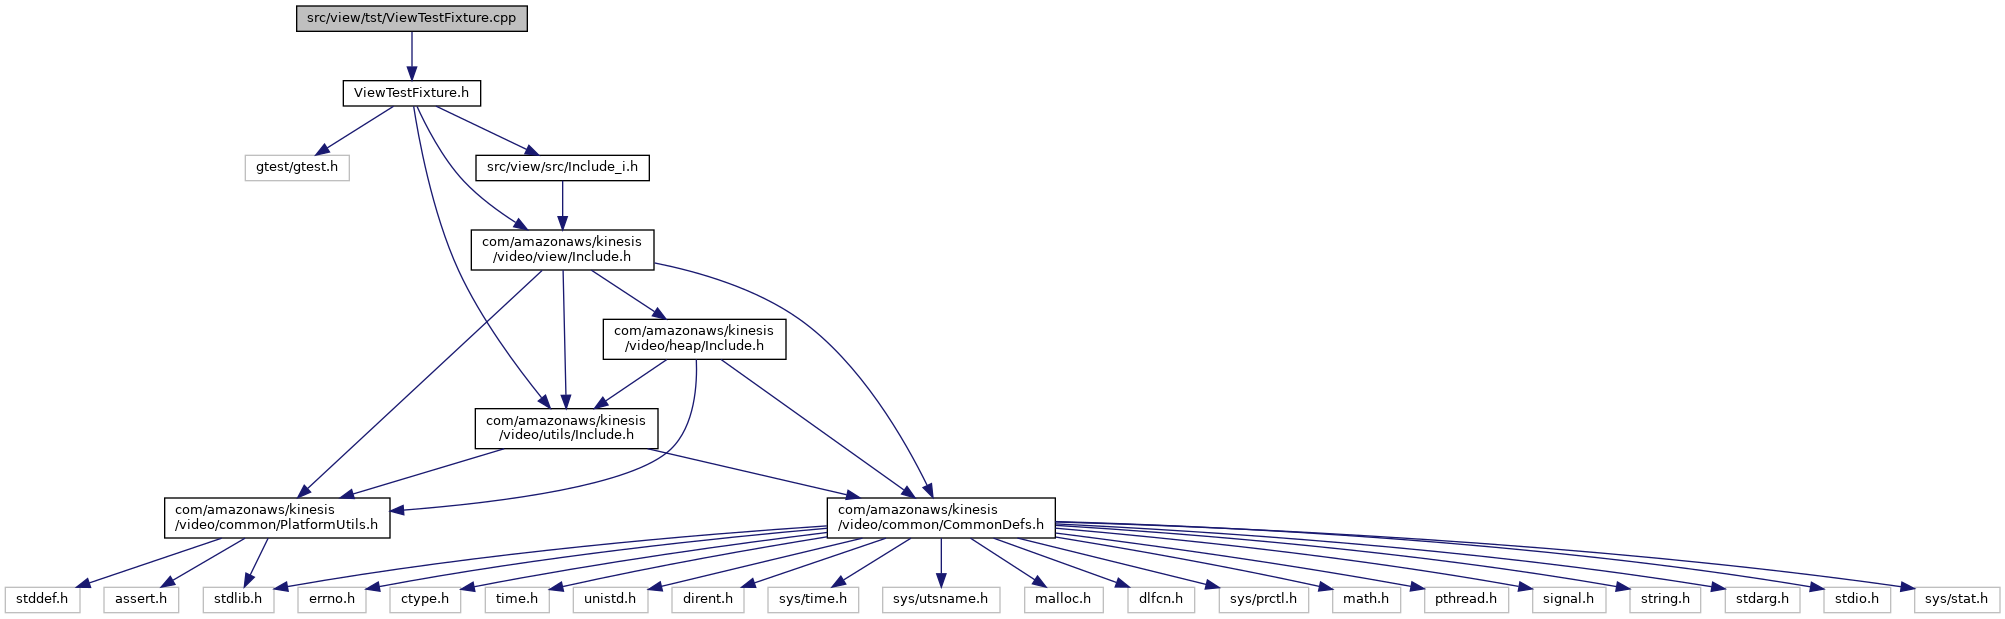 src/view/tst/ViewTestFixture.cpp
ViewTestFixture.h
gtest/gtest.h
src/view/src/Include_i.h
com/amazonaws/kinesis
/video/view/Include.h
com/amazonaws/kinesis
/video/heap/Include.h
com/amazonaws/kinesis
/video/utils/Include.h
com/amazonaws/kinesis
/video/common/PlatformUtils.h
com/amazonaws/kinesis
/video/common/CommonDefs.h
stddef.h
assert.h
stdlib.h
errno.h
ctype.h
time.h
unistd.h
dirent.h
sys/time.h
sys/utsname.h
malloc.h
dlfcn.h
sys/prctl.h
math.h
pthread.h
signal.h
string.h
stdarg.h
stdio.h
sys/stat.h